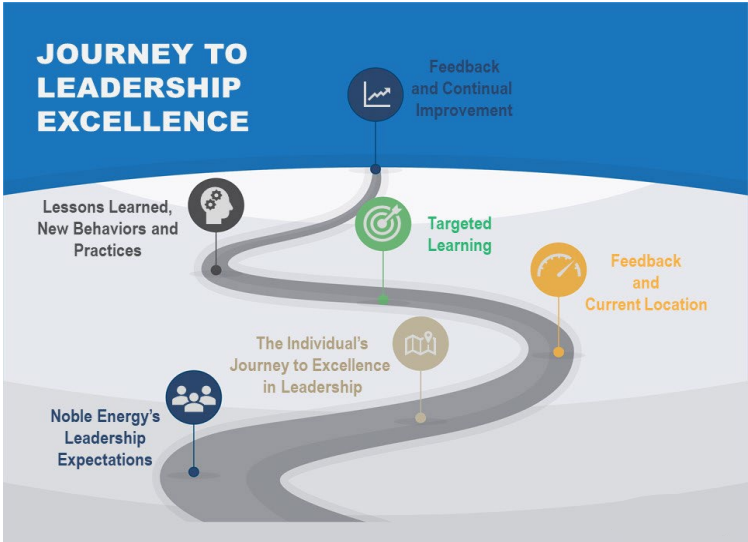 JOURNEY TO
LEADERSHIP
EXCELLENCE
Feedback
and Continual
Improvement
Lessons Learned,
New Behaviors and
Practices
Targeted
Learning
Feedback
and
Current Location
The Individual's
Journey to Excellence
in Leadership
Noble Energy's
Leadership
Expectations